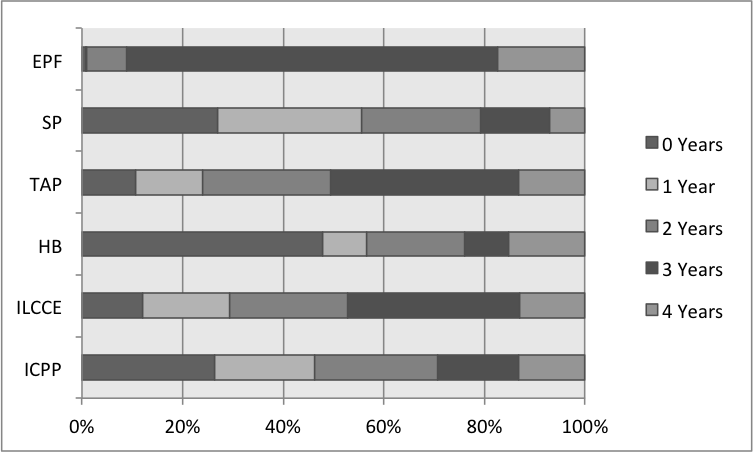 EPF
SP
TAP
HB
ILCCE
ICPP
0% 20% 40% 60% 80% 100%
0 Years
1 Year
2 Years
3 Years
4 Years